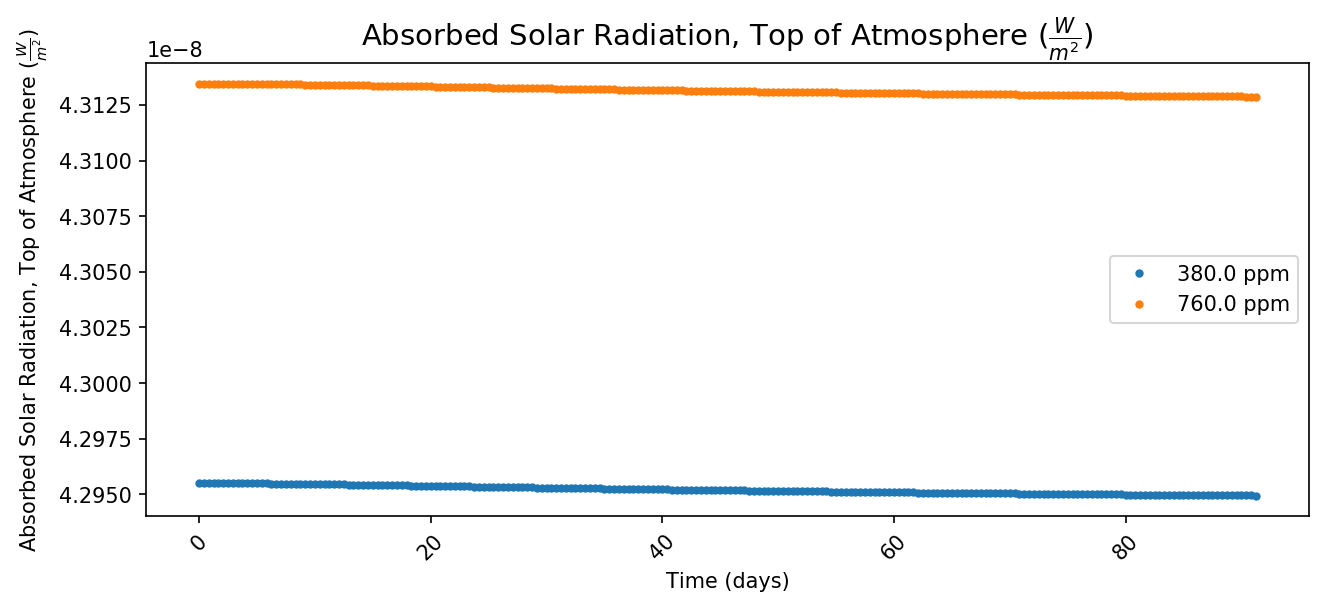 Absorbed Solar Radiation, Top of Atmosphere (W/m²)
1e−8
Absorbed Solar Radiation, Top of Atmosphere (W/m²)
4.3125
4.3100
4.3075
4.3050
4.3025
4.3000
4.2975
4.2950
380.0 ppm
760.0 ppm
0
20
40
60
80
Time (days)